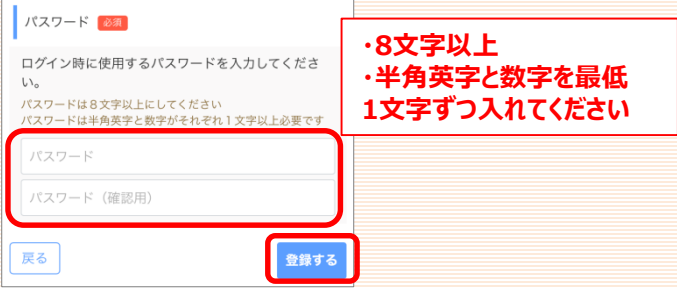 パスワード 必須
ログイン時に使用するパスワードを入力してくださ
い。
パスワードは８文字以上にしてください
パスワードは半角英字と数字がそれぞれ１文字以上必要です
パスワード
パスワード（確認用）
戻る
登録する
・8文字以上
・半角英字と数字を最低
1文字ずつ入れてください